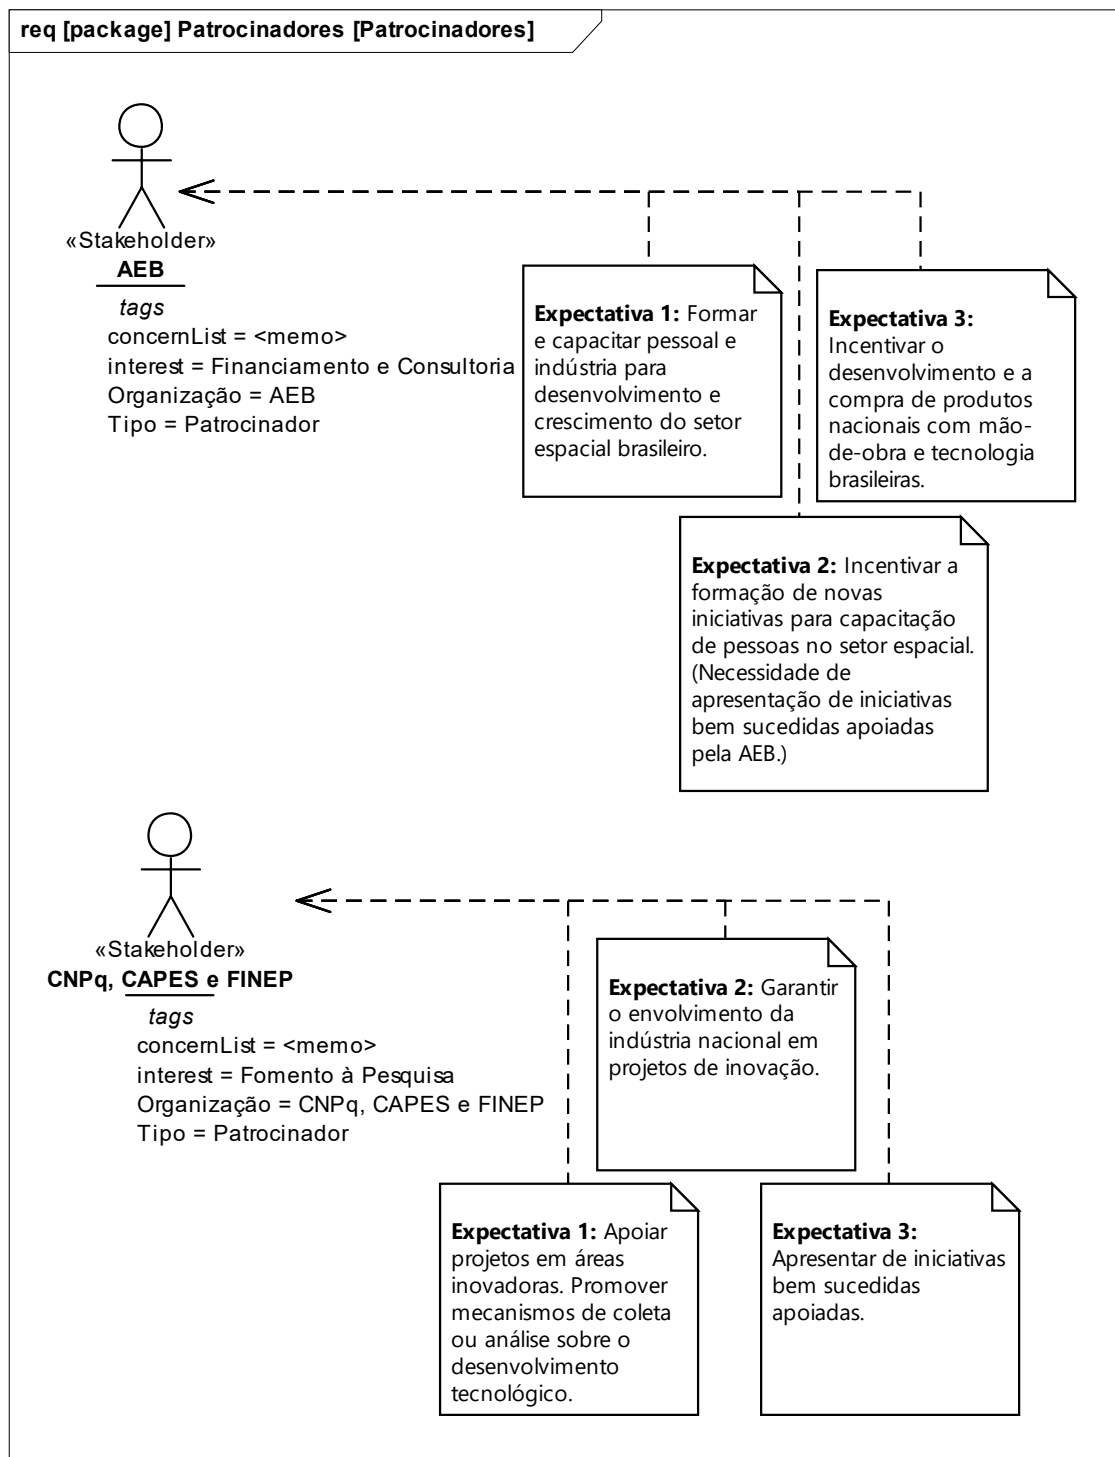 req [package] Patrocinadores [Patrocinadores]
«Stakeholder»
AEB
tags
concernList = <memo>
interest = Financiamento e Consultoria
Organização = AEB
Tipo = Patrocinador
Expectativa 1: Formar
e capacitar pessoal e
indústria para
desenvolvimento e
crescimento do setor
espacial brasileiro.
Expectativa 3:
Incentivar o
desenvolvimento e a
compra de produtos
nacionais com mão-
de-obra e tecnologia
brasileiras.
Expectativa 2: Incentivar a
formação de novas
iniciativas para capacitação
de pessoas no setor espacial.
(Necessidade de
apresentação de iniciativas
bem sucedidas apoiadas
pela AEB.)
«Stakeholder»
CNPq, CAPES e FINEP
tags
concernList = <memo>
interest = Fomento à Pesquisa
Organização = CNPq, CAPES e FINEP
Tipo = Patrocinador
Expectativa 2: Garantir
o envolvimento da
indústria nacional em
projetos de inovação.
Expectativa 1: Apoiar
projetos em áreas
inovadoras. Promover
mecanismos de coleta
ou análise sobre o
desenvolvimento
tecnológico.
Expectativa 3:
Apresentar de iniciativas
bem sucedidas
apoiadas.